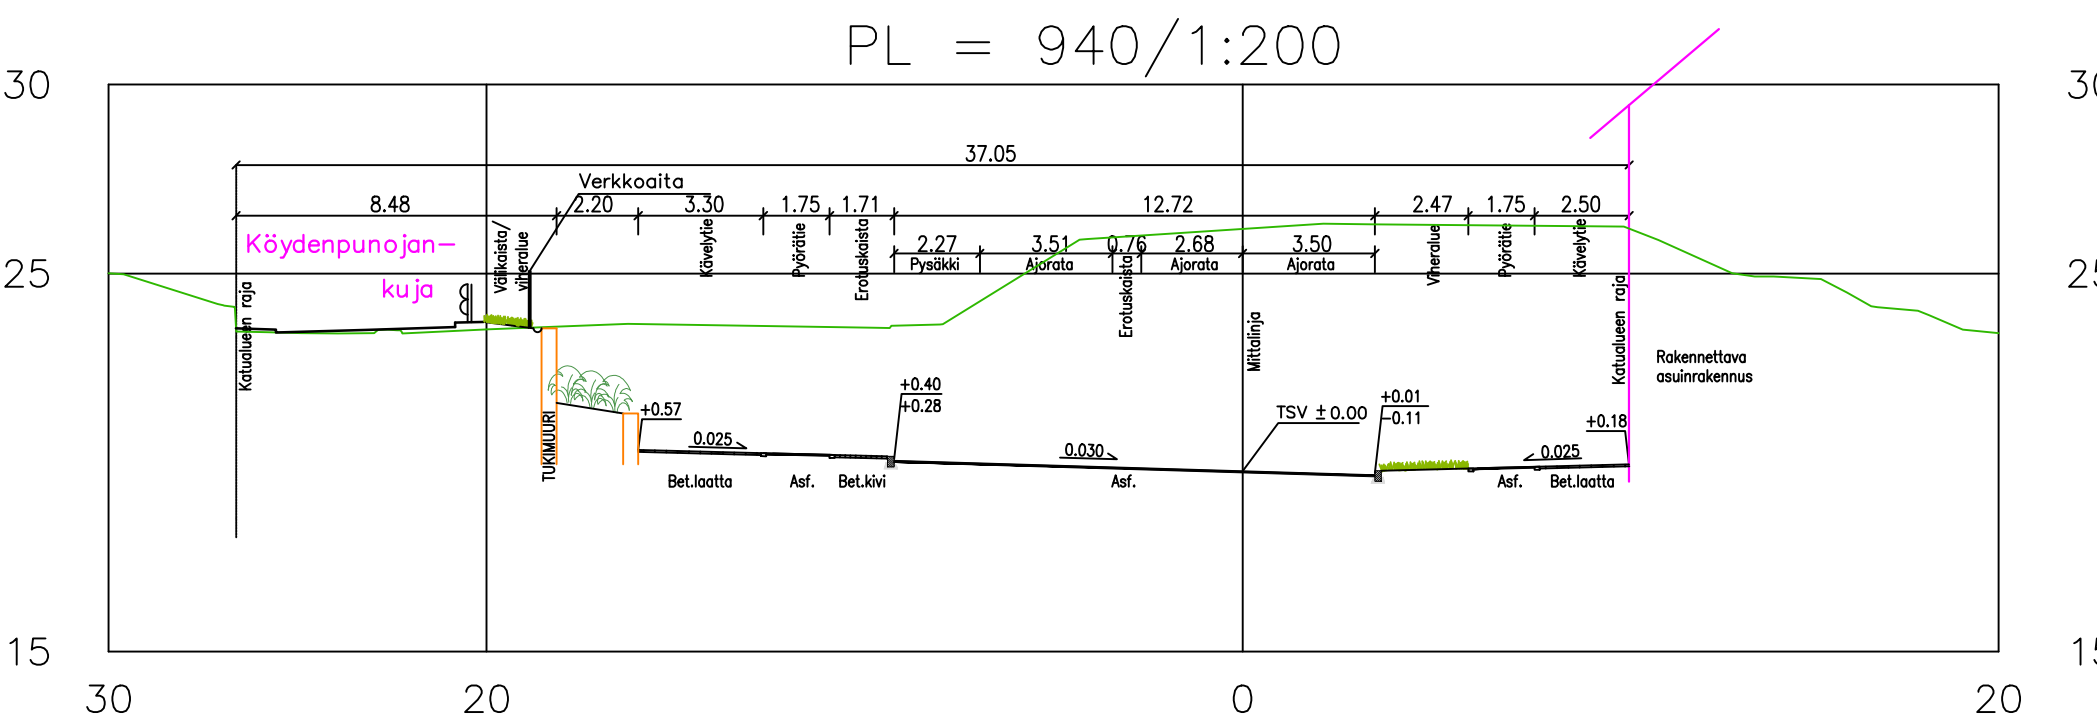 PL = 940/1:200
30
30
37.05
Verkkoaita
8.48
2.20
3.30
1.75
1.71
12.72
2.47
1.75
2.50
Köydenpunojan-
kuja
Välikaista/
viheralue
Kävelytie
Pyörätie
Erotuskaista
2.27
3.51
0.76
2.68
3.50
Pysäkki
Ajorata
Erotuskaista
Ajorata
Ajorata
Viheralue
Pyörätie
Kävelytie
25
25
Katualueen raja
Mittalinja
Katualueen raja
Rakennettava
asuinrakennus
TUKIMUURI
+0.57
+0.40
+0.28
TSV ±0.00
+0.01
-0.11
+0.18
0.025
0.030
0.025
Bet.laatta
Asf.
Bet.kivi
Asf.
Asf.
Bet.laatta
15
15
30
20
0
20